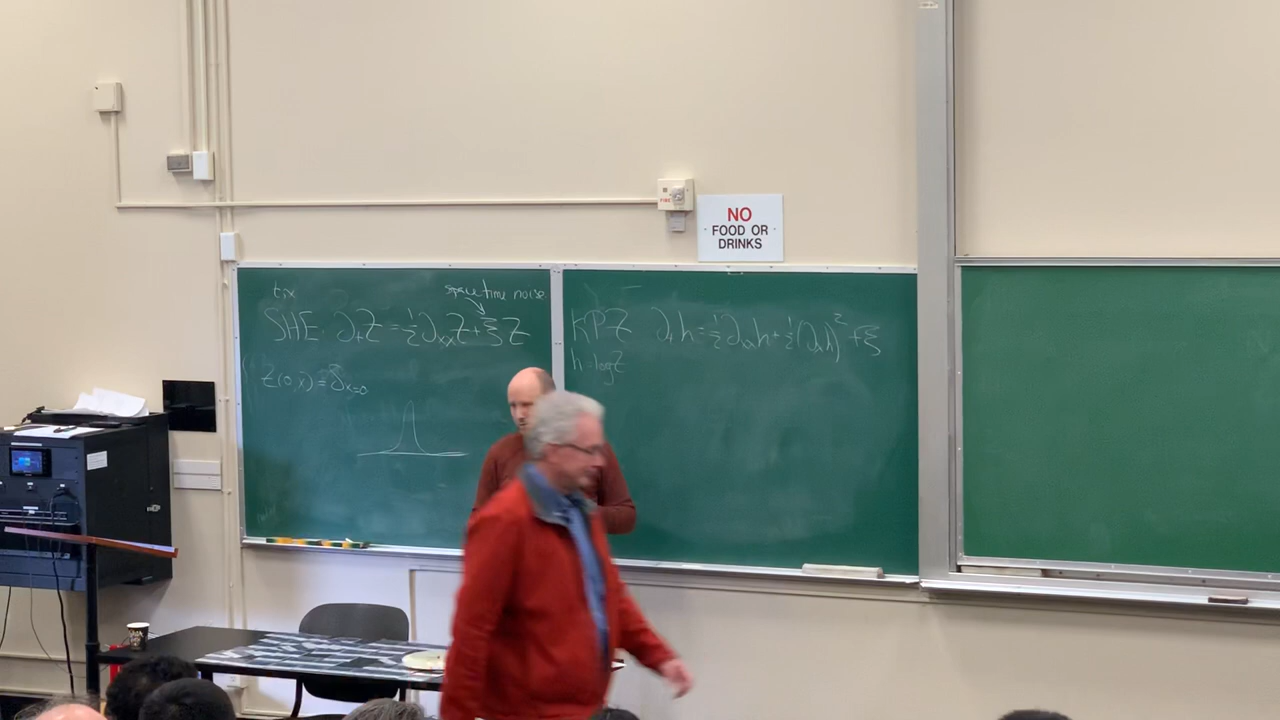 FIRE
NO
FOOD OR
DRINKS
t,x
space time noise
SHE ∂ₜZ = ½∂ₓₓZ + ξZ
Z(0,x) = δₓ₌₀
KPZ ∂ₜh = ½∂ₓₓh + ½(∂ₓh)² + ξ
h = log Z